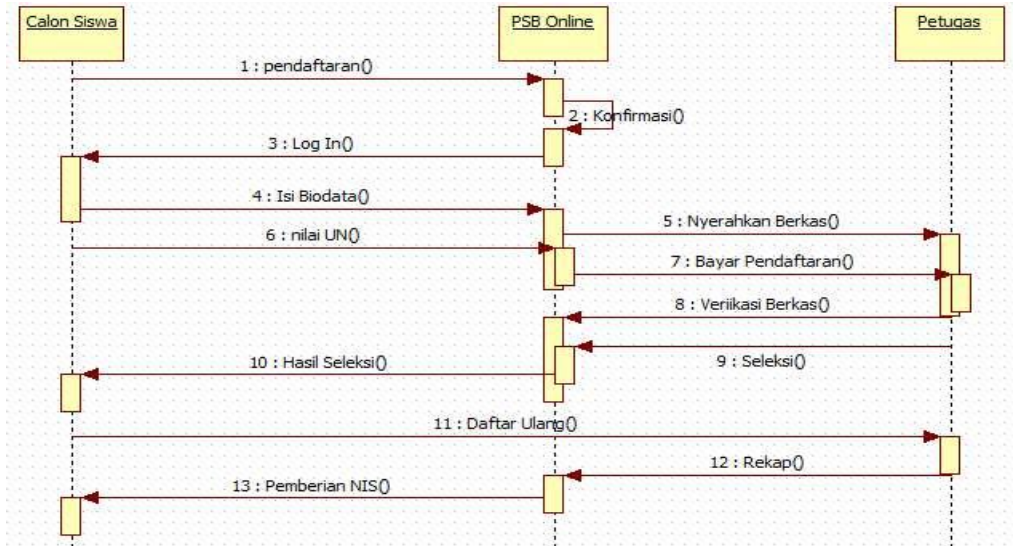 Calon Siswa
PSB Online
Petugas
1 : pendaftaran()
2 : Konfirmasi()
3 : Log In()
4 : Isi Biodata()
5 : Nyerahkan Berkas()
6 : nilai UN()
7 : Bayar Pendaftaran()
8 : Veriikasi Berkas()
9 : Seleksi()
10 : Hasil Seleksi()
11 : Daftar Ulang()
12 : Rekap()
13 : Pemberian NIS()